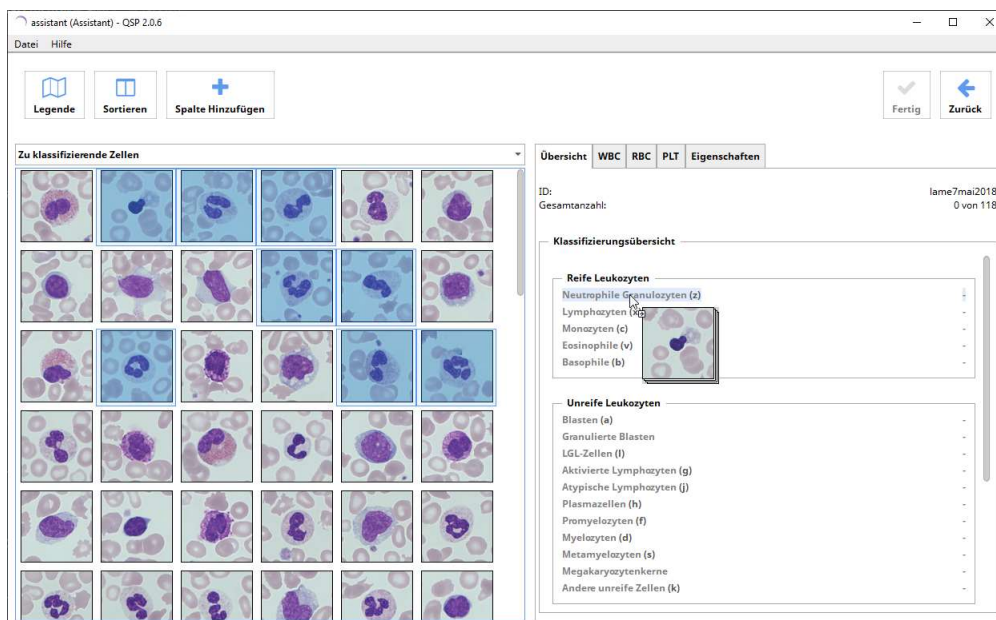 assistant (Assistant) - QSP 2.0.6
Datei Hilfe
Legende Sortieren Spalte Hinzufügen Fertig Zurück
Zu klassifizierende Zellen
Übersicht WBC RBC PLT Eigenschaften
ID: lame7mai2018
Gesamtanzahl: 0 von 118
Klassifizierungsübersicht
Reife Leukozyten
Neutrophile Granulozyten (z) -
Lymphozyten (x) -
Monozyten (c) -
Eosinophile (v) -
Basophile (b) -
Unreife Leukozyten
Blasten (a) -
Granulierte Blasten -
LGL-Zellen (l) -
Aktivierte Lymphozyten (g) -
Atypische Lymphozyten (j) -
Plasmazellen (h) -
Promyelozyten (f) -
Myelozyten (d) -
Metamyelozyten (s) -
Megakaryozytenkerne -
Andere unreife Zellen (k) -